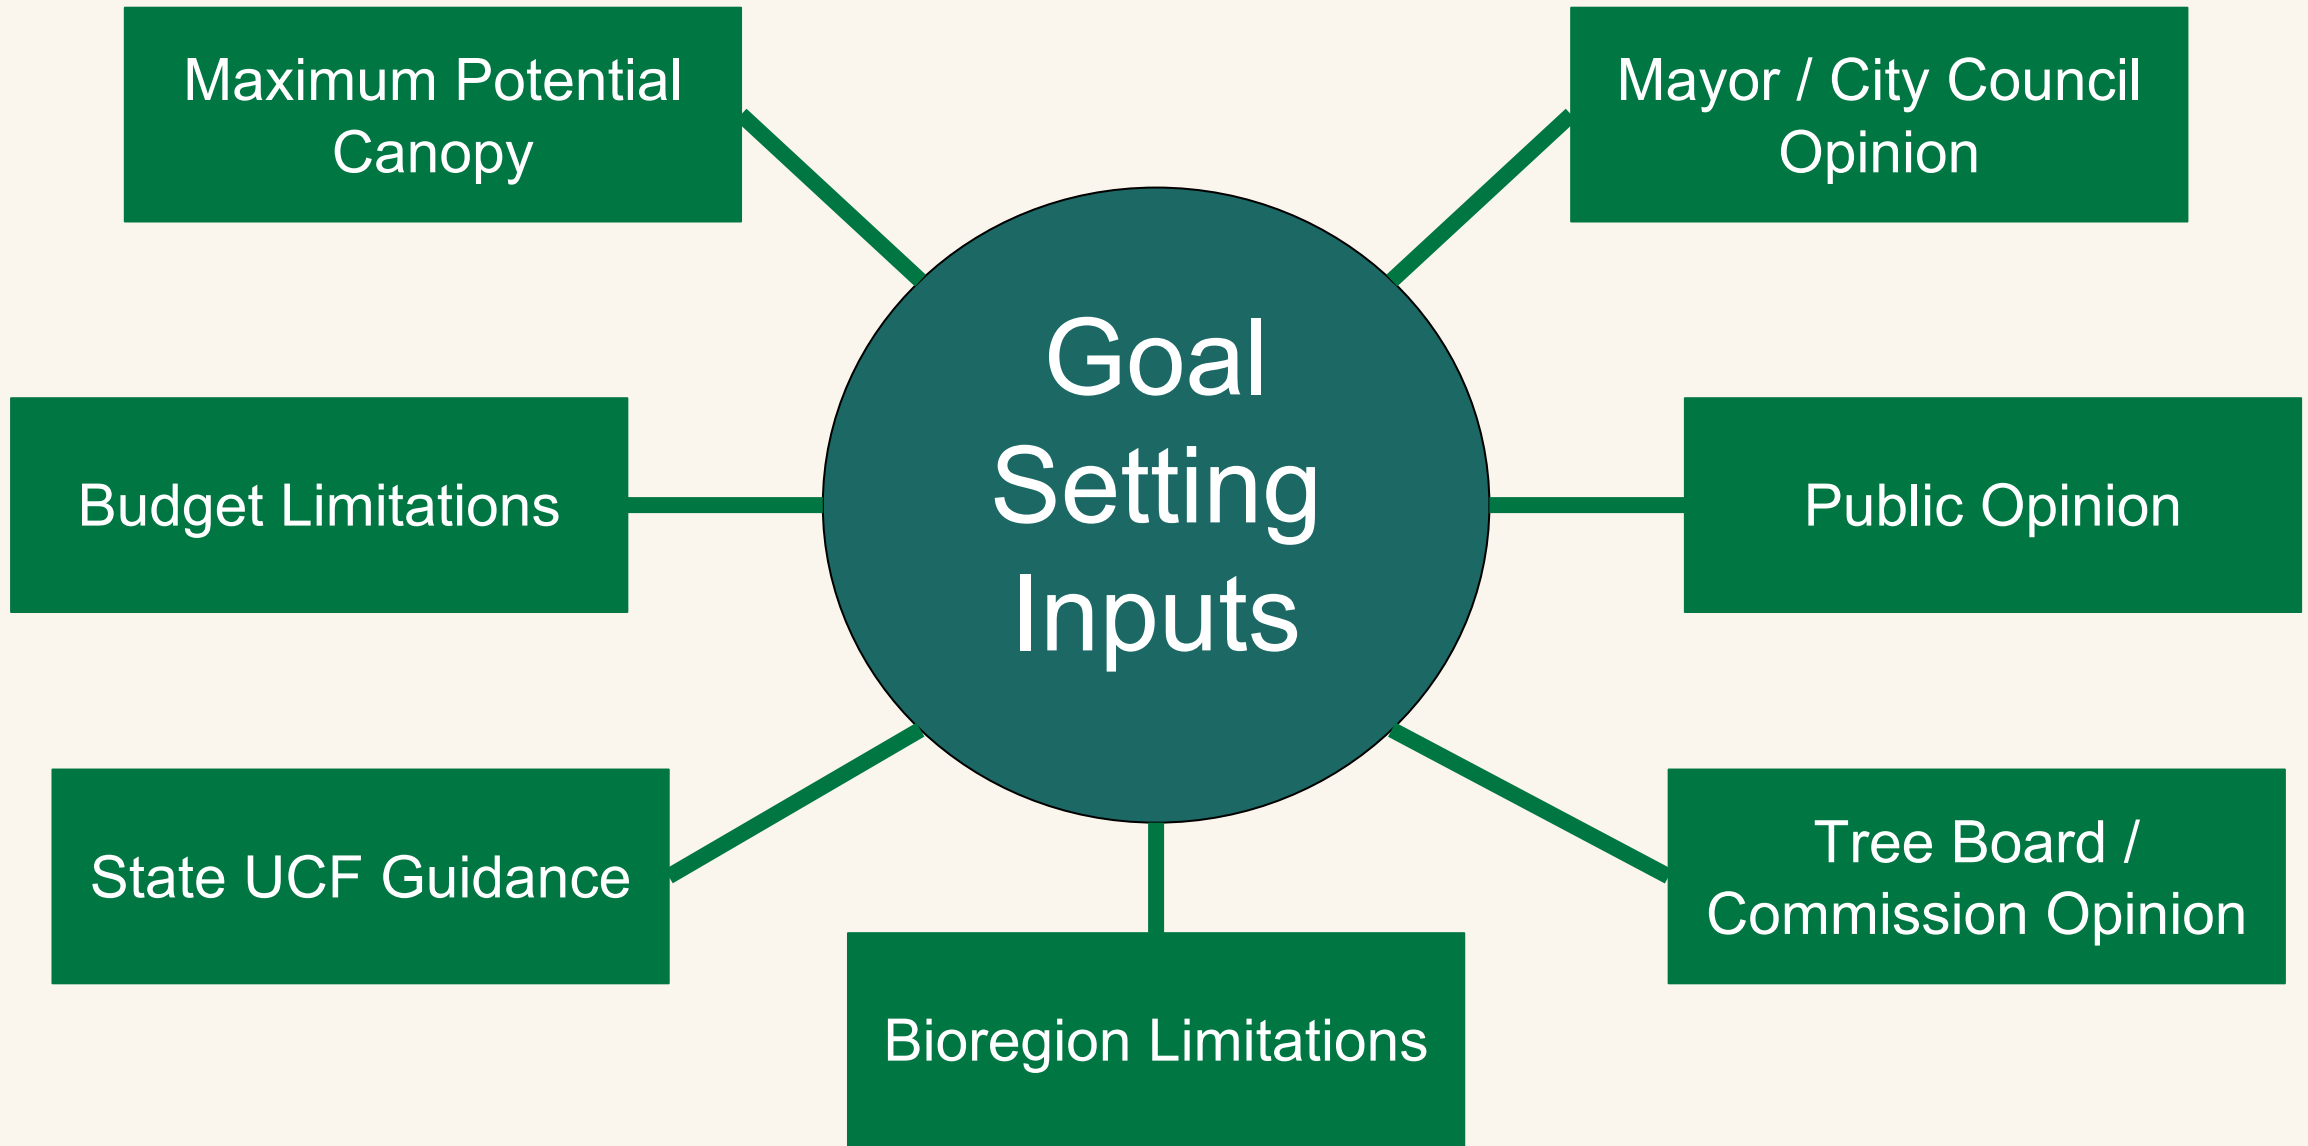 Maximum Potential
Canopy
Mayor / City Council
Opinion
Goal
Setting
Inputs
Budget Limitations
Public Opinion
State UCF Guidance
Tree Board /
Commission Opinion
Bioregion Limitations